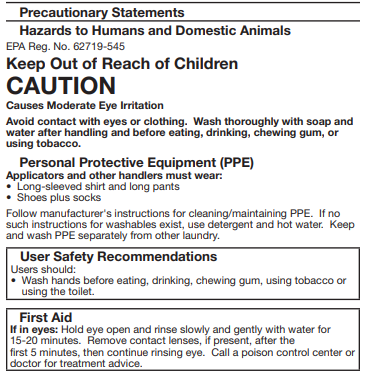 Precautionary Statements
Hazards to Humans and Domestic Animals
EPA Reg. No. 62719-545
Keep Out of Reach of Children
CAUTION
Causes Moderate Eye Irritation
Avoid contact with eyes or clothing.  Wash thoroughly with soap and
water after handling and before eating, drinking, chewing gum, or
using tobacco.
Personal Protective Equipment (PPE)
Applicators and other handlers must wear:
• Long-sleeved shirt and long pants
• Shoes plus socks
Follow manufacturer's instructions for cleaning/maintaining PPE.  If no
such instructions for washables exist, use detergent and hot water.  Keep
and wash PPE separately from other laundry.
User Safety Recommendations
Users should:
• Wash hands before eating, drinking, chewing gum, using tobacco or
using the toilet.
First Aid
If in eyes: Hold eye open and rinse slowly and gently with water for
15-20 minutes.  Remove contact lenses, if present, after the
first 5 minutes, then continue rinsing eye.  Call a poison control center or
doctor for treatment advice.